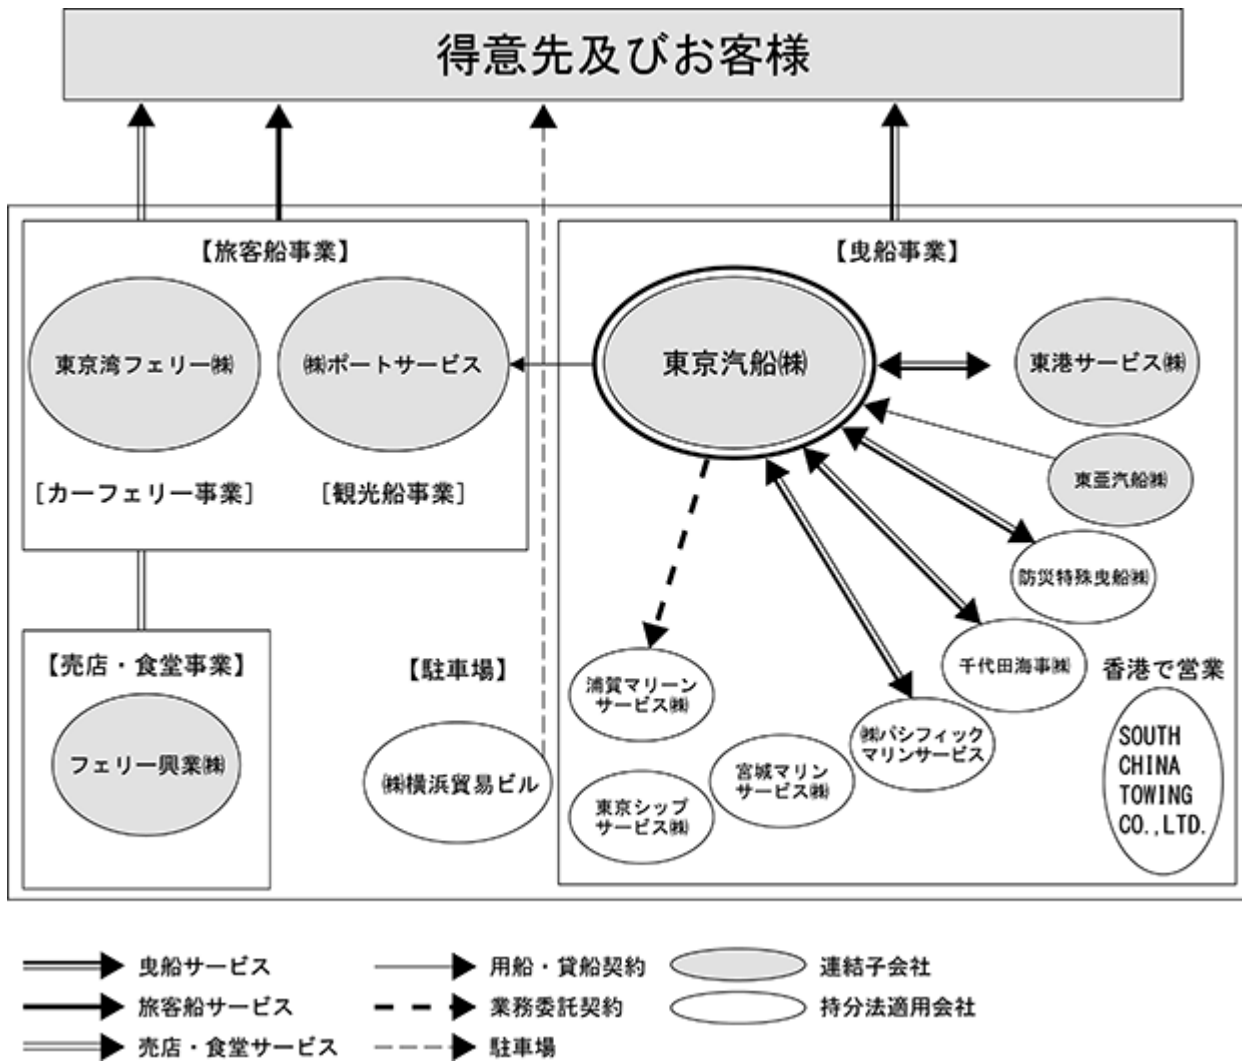 得意先及びお客様
【旅客船事業】
東京湾フェリー㈱
㈱ポートサービス
[カーフェリー事業]
[観光船事業]
【売店・食堂事業】
フェリー興業㈱
【駐車場】
㈱横浜貿易ビル
【曳船事業】
東京汽船㈱
東港サービス㈱
東亜汽船㈱
防災特殊曳船㈱
千代田海事㈱
㈱パシフィック
マリンサービス
宮城マリン
サービス㈱
浦賀マリーン
サービス㈱
東京シップ
サービス㈱
香港で営業
SOUTH
CHINA
TOWING
CO.,LTD.
曳船サービス
旅客船サービス
売店・食堂サービス
用船・貸船契約
業務委託契約
駐車場
連結子会社
持分法適用会社